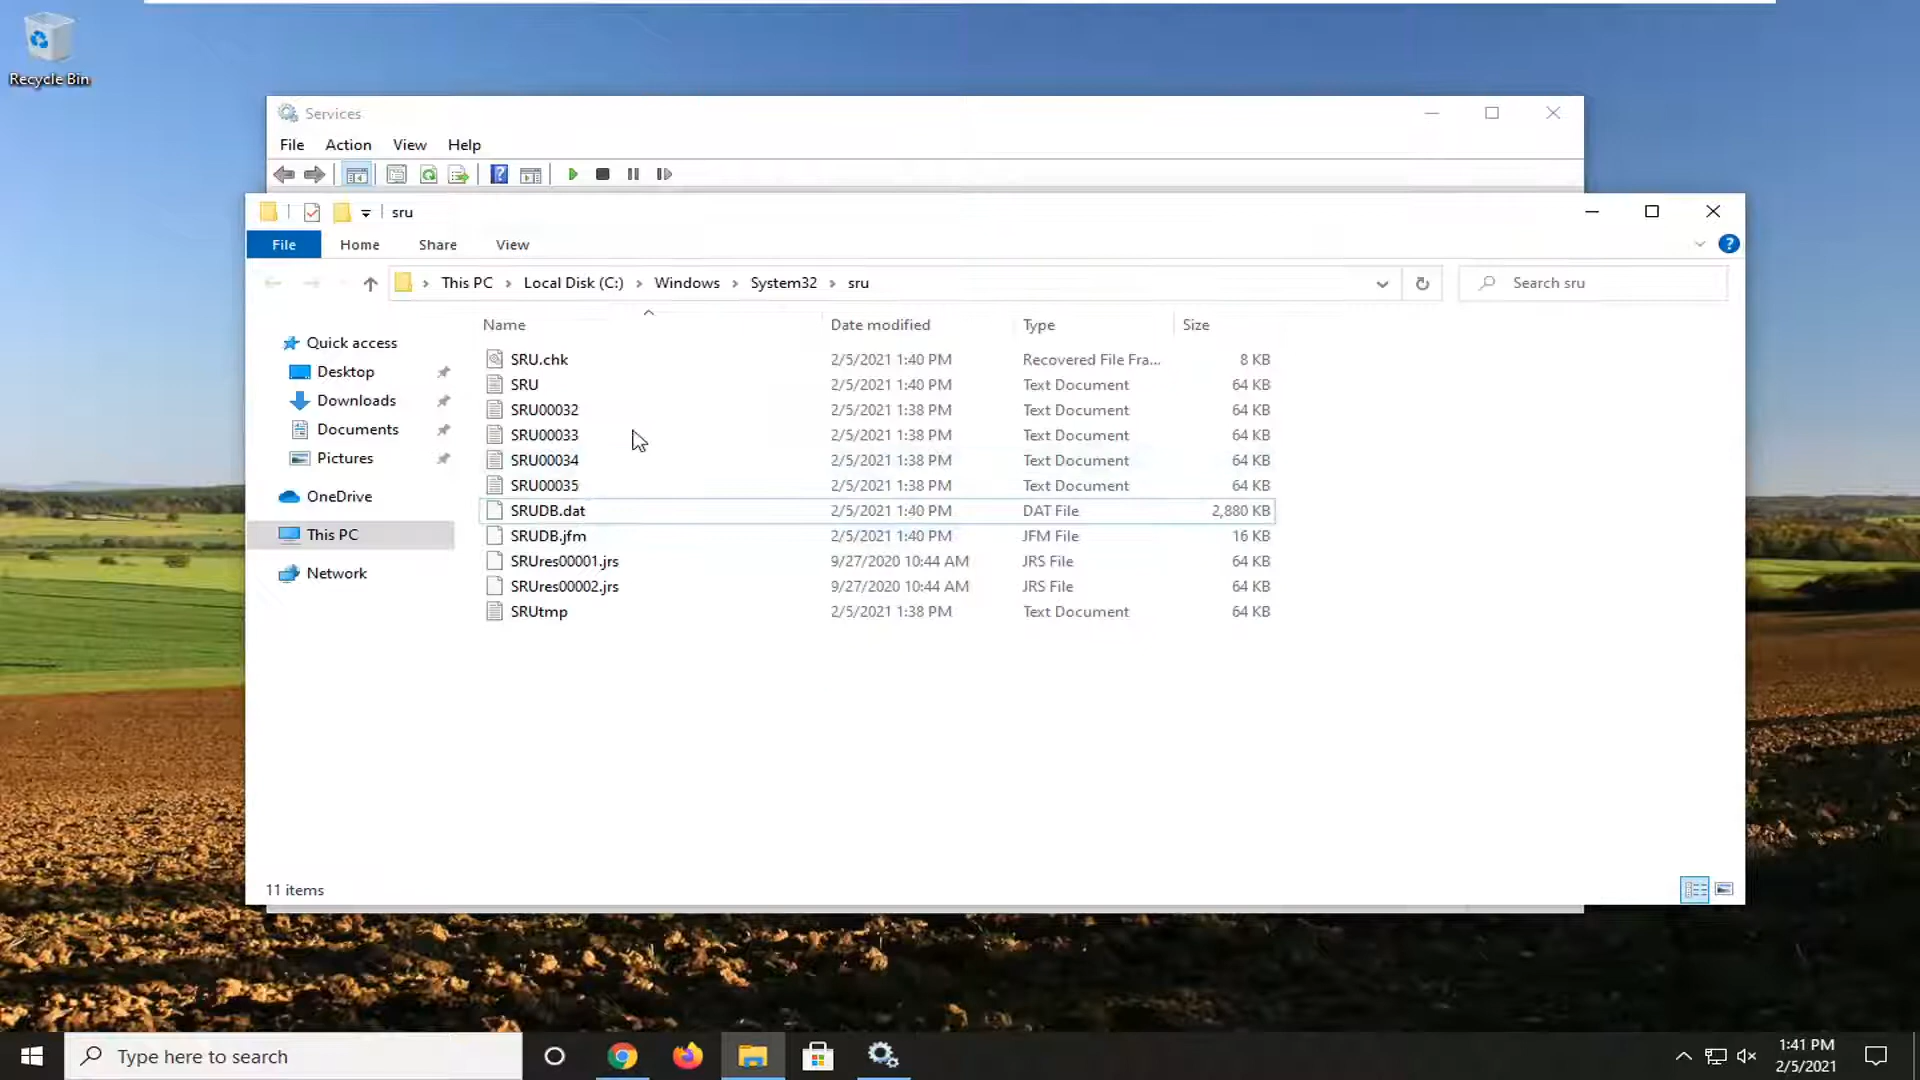 Recycle Bin
Services
File Action View Help
sru
File Home Share View
This PC Local Disk (C:) Windows System32 sru
Search sru
Name Date modified Type Size
Quick access
Desktop
Downloads
Documents
Pictures
OneDrive
This PC
Network
SRU.chk 2/5/2021 1:40 PM Recovered File Fra... 8 KB
SRU 2/5/2021 1:40 PM Text Document 64 KB
SRU00032 2/5/2021 1:38 PM Text Document 64 KB
SRU00033 2/5/2021 1:38 PM Text Document 64 KB
SRU00034 2/5/2021 1:38 PM Text Document 64 KB
SRU00035 2/5/2021 1:38 PM Text Document 64 KB
SRUDB.dat 2/5/2021 1:40 PM DAT File 2,880 KB
SRUDB.jfm 2/5/2021 1:40 PM JFM File 16 KB
SRUres00001.jrs 9/27/2020 10:44 AM JRS File 64 KB
SRUres00002.jrs 9/27/2020 10:44 AM JRS File 64 KB
SRUtmp 2/5/2021 1:38 PM Text Document 64 KB
11 items
Type here to search
1:41 PM
2/5/2021